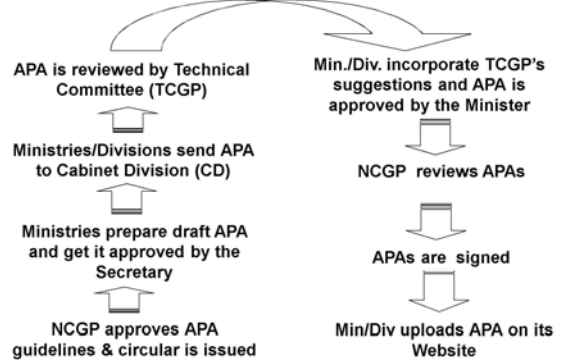 APA is reviewed by Technical
Committee (TCGP)
Ministries/Divisions send APA
to Cabinet Division (CD)
Ministries prepare draft APA
and get it approved by the
Secretary
NCGP approves APA
guidelines & circular is issued
Min./Div. incorporate TCGP's
suggestions and APA is
approved by the Minister
NCGP reviews APAs
APAs are signed
Min/Div uploads APA on its
Website